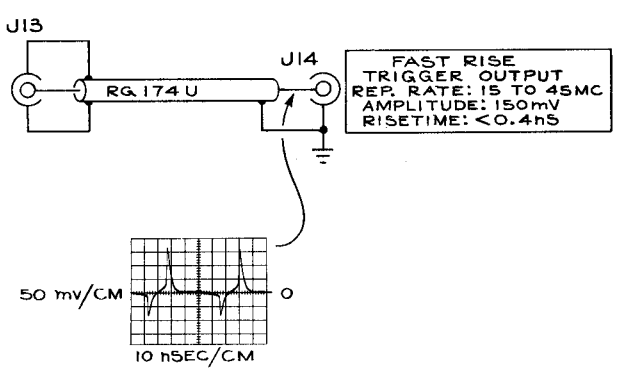 J13
J14
RG 174 U
FAST RISE
TRIGGER OUTPUT
REP. RATE: 15 TO 45MC
AMPLITUDE: 150mV
RISETIME: <0.4nS
50 mv/CM
0
10 nSEC/CM